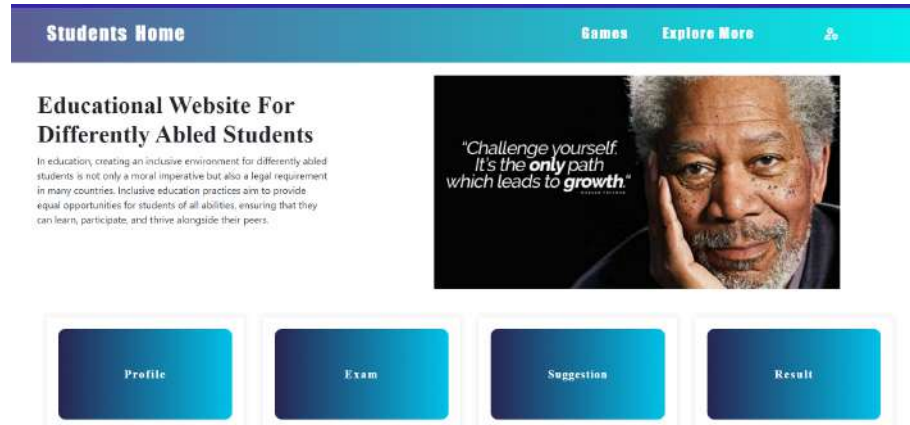 Students Home
Games
Explore More
Educational Website For
Differently Abled Students
In education, creating an inclusive environment for differently abled
students is not only a moral imperative but also a legal requirement
in many countries. Inclusive education practices aim to provide
equal opportunities for students of all abilities, ensuring that they
can learn, participate, and thrive alongside their peers.
"Challenge yourself.
It's the only path
which leads to growth."
Profile
Exam
Suggestion
Result